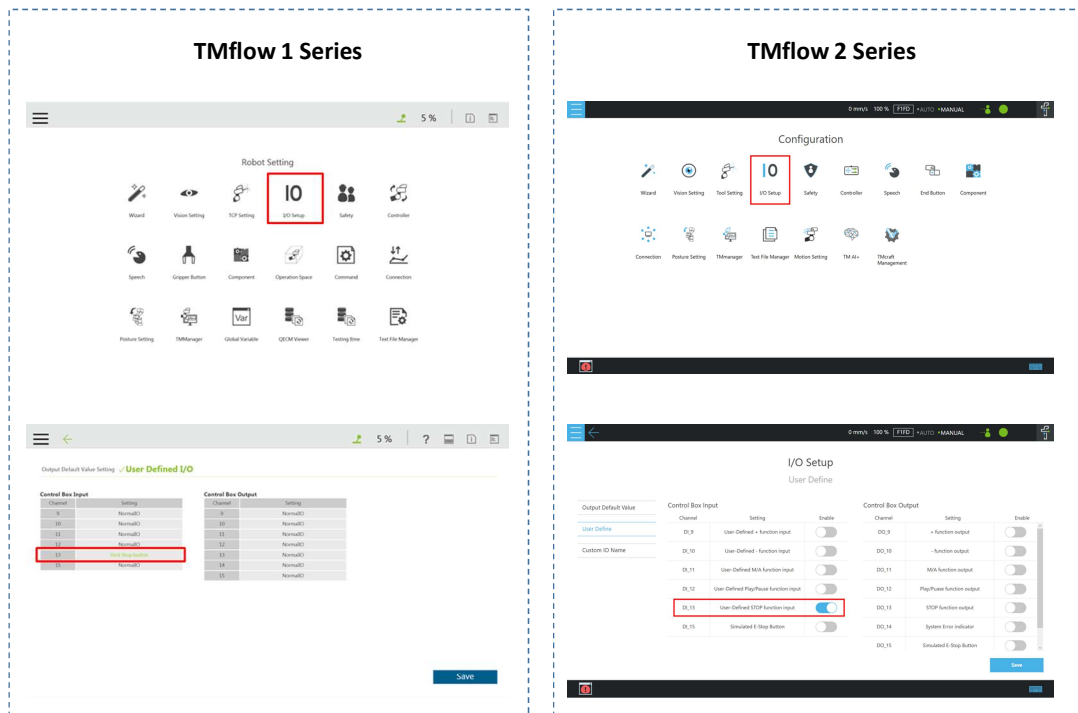 TMflow 1 Series
5 %
Robot Setting
Wizard Vision Setting TCP Setting I/O Setup Safety Controller
Speech Gripper Button Component Operation Space Command Connection
Posture Setting TMManager Global Variable QECM Viewer Testing Time Text File Manager
5 %
Output Default Value Setting User Defined I/O
Control Box Input Control Box Output
Channel Setting Channel Setting
9 NormalIO 9 NormalIO
10 NormalIO 10 NormalIO
11 NormalIO 11 NormalIO
12 NormalIO 12 NormalIO
13 Stop Button 13 NormalIO
15 NormalIO 14 NormalIO
15 NormalIO
Save
TMflow 2 Series
0 mm/s 100 % F1FD AUTO MANUAL
Configuration
Wizard Vision Setting Tool Setting I/O Setup Safety Controller Speech End Button Component
Connection Posture Setting TMmanager Text File Manager Motion Setting TM AI+ TMcraft
Management
0 mm/s 100 % F1FD AUTO MANUAL
I/O Setup
User Define
Output Default Value
User Define
Custom IO Name
Control Box Input
Channel Setting Enable
DI_9 User-Defined + function input
DI_10 User-Defined - function input
DI_11 User-Defined M/A function input
DI_12 User-Defined Play/Pause function input
DI_13 User-Defined STOP function input
DI_15 Simulated E-Stop Button
Control Box Output
Channel Setting Enable
DO_9 + function output
DO_10 - function output
DO_11 M/A function output
DO_12 Play/Puase function output
DO_13 STOP function output
DO_14 System Error indicator
DO_15 Simulated E-Stop Button
Save